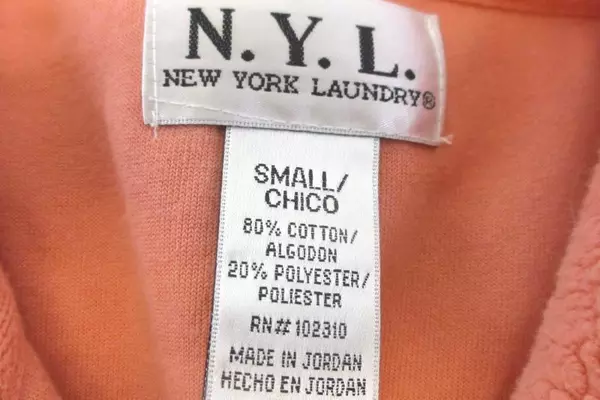 N. Y. L.
NEW YORK LAUNDRY®
SMALL/
CHICO
80% COTTON/
ALGODON
20% POLYESTER/
POLIESTER
RN# 102310
MADE IN JORDAN
HECHO EN JORDAN